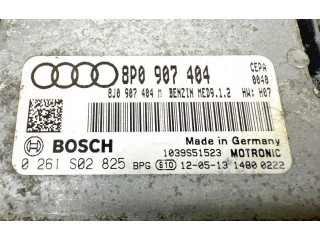 8P0 907 404 CEPA
0040
8J0 907 404 M BENZIN MED9.1.2 HW: H07
BOSCH Made in Germany
1039S51523 MOTRONIC
0 261 S02 825 BPG E10 12-05-13 1480 0222